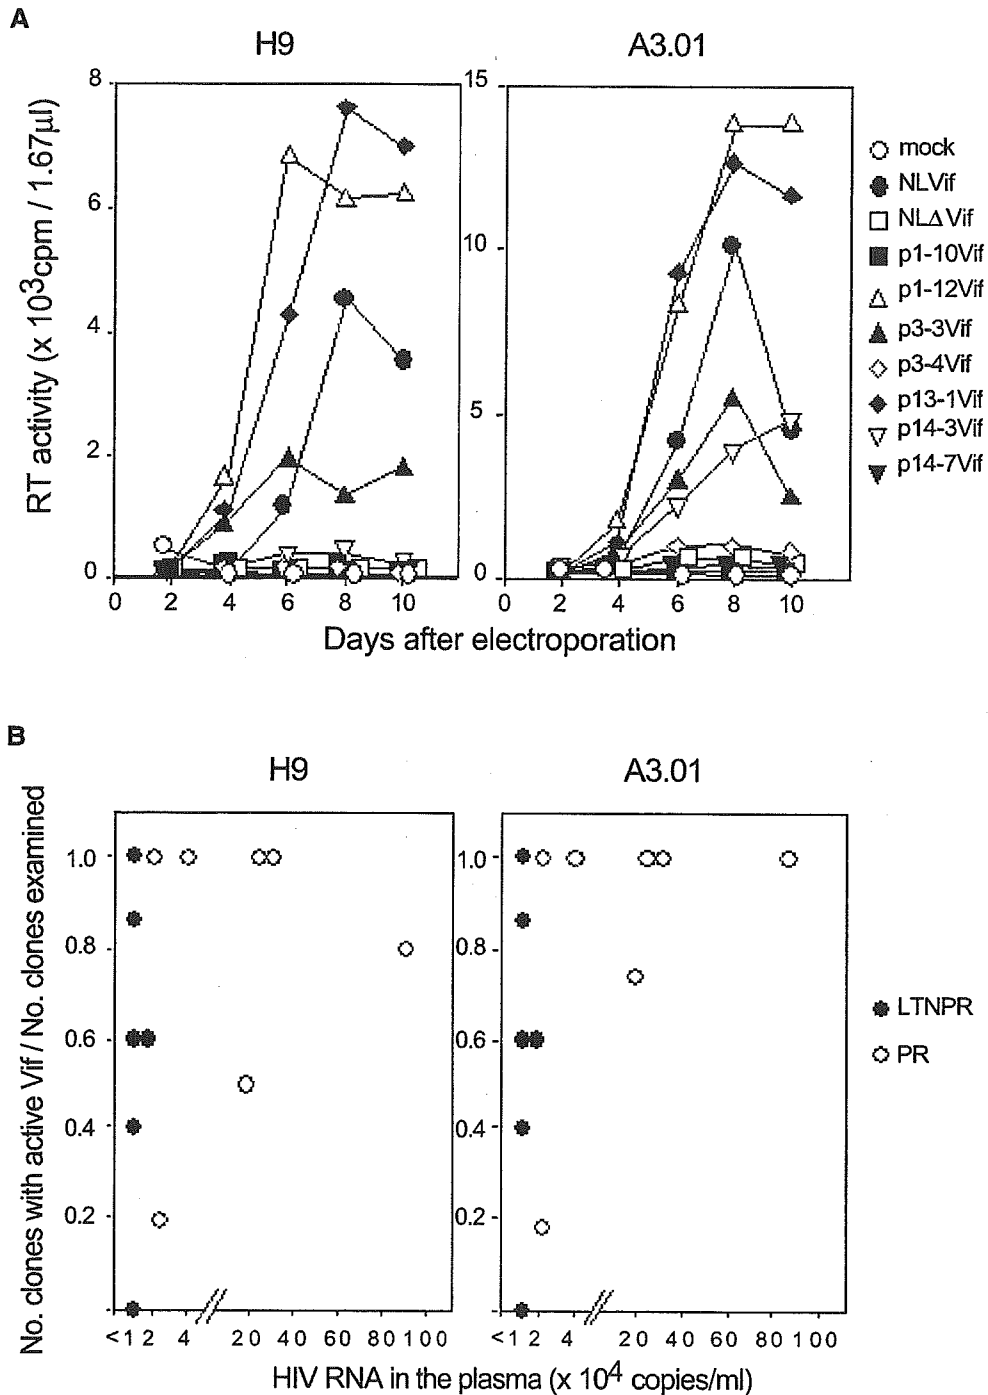 A
H9
A3.01
RT activity (x 10³cpm / 1.67µl)
8
6
4
2
0
0 2 4 6 8 10
15
10
5
0
0 2 4 6 8 10
Days after electroporation
mock
NLVif
NLΔVif
p1-10Vif
p1-12Vif
p3-3Vif
p3-4Vif
p13-1Vif
p14-3Vif
p14-7Vif
B
H9
A3.01
No. clones with active Vif / No. clones examined
1.0
0.8
0.6
0.4
0.2
<1 2 4 20 40 60 80 100
1.0
0.8
0.6
0.4
0.2
<1 2 4 20 40 60 80 100
HIV RNA in the plasma (x 10⁴ copies/ml)
LTNPR
PR